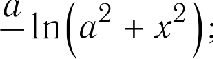 a ln(a² + x²);